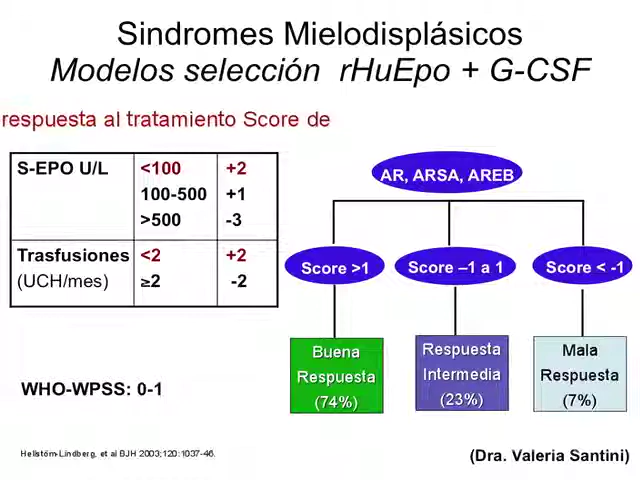 Sindromes Mielodisplásicos
Modelos selección rHuEpo + G-CSF
respuesta al tratamiento Score de
S-EPO U/L <100 +2
100-500 +1
>500 -3
Trasfusiones <2 +2
(UCH/mes) ≥2 -2
AR, ARSA, AREB
Score >1 Score –1 a 1 Score < -1
Buena
Respuesta
(74%)
Respuesta
Intermedia
(23%)
Mala
Respuesta
(7%)
WHO-WPSS: 0-1
Hellstöm-Lindberg, et al BJH 2003;120:1037-46.
(Dra. Valeria Santini)